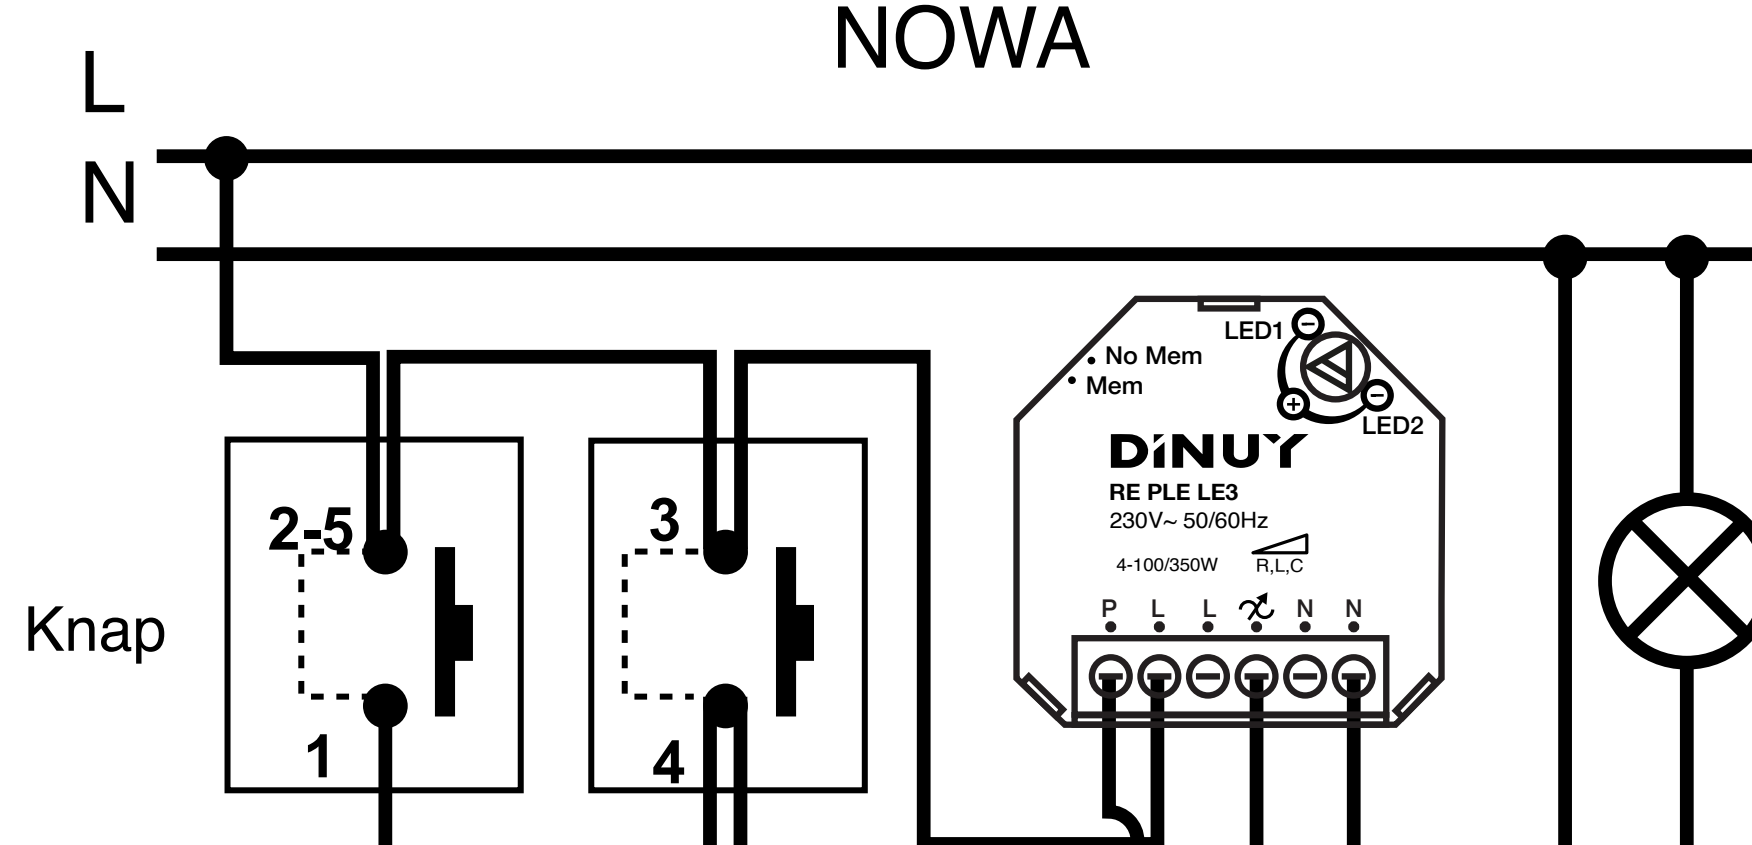 NOWA
L
N
LED1
No Mem
Mem
LED2
DiNUY
RE PLE LE3
230V~ 50/60Hz
4-100/350W
R,L,C
P L L N N
2-5
3
Knap
1
4